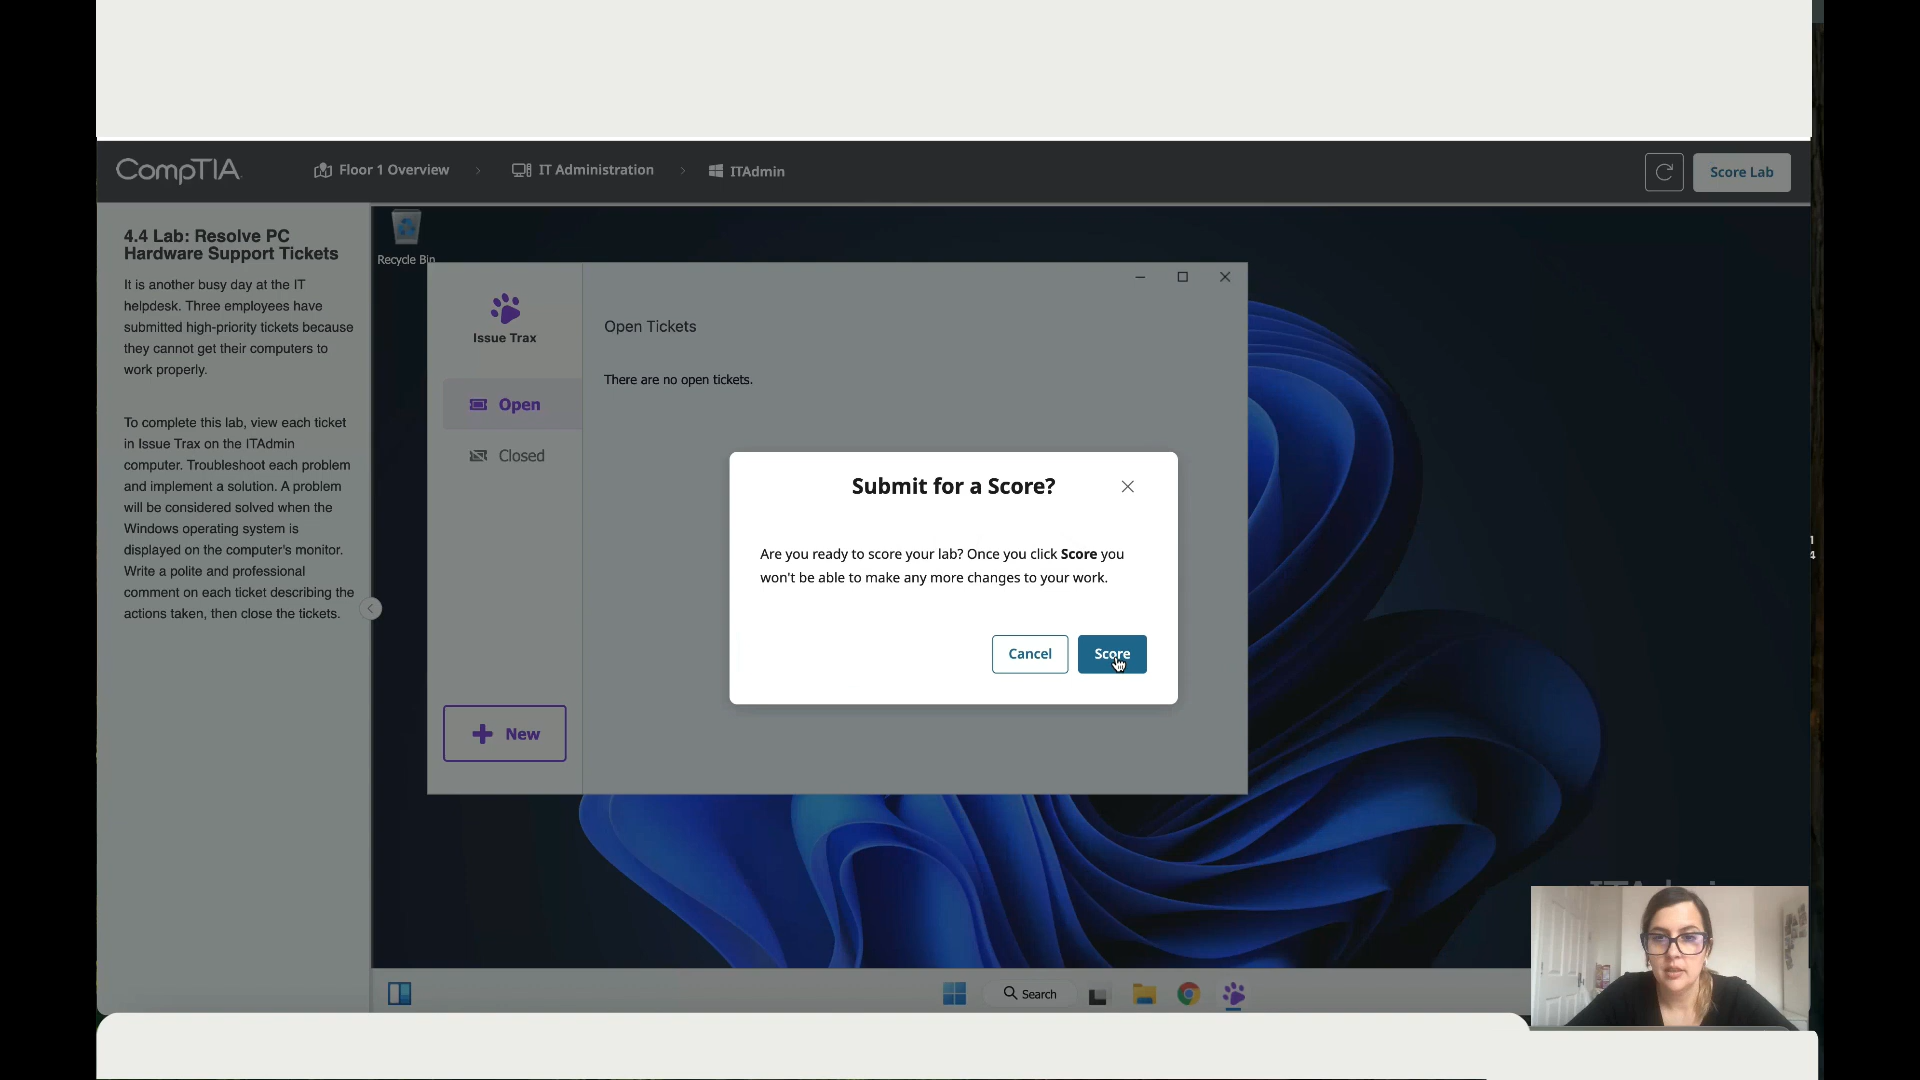 CompTIA.
Floor 1 Overview
IT Administration
ITAdmin
Score Lab
4.4 Lab: Resolve PC
Hardware Support Tickets
It is another busy day at the IT
helpdesk. Three employees have
submitted high-priority tickets because
they cannot get their computers to
work properly.
To complete this lab, view each ticket
in Issue Trax on the ITAdmin
computer. Troubleshoot each problem
and implement a solution. A problem
will be considered solved when the
Windows operating system is
displayed on the computer's monitor.
Write a polite and professional
comment on each ticket describing the
actions taken, then close the tickets.
Recycle Bin
Issue Trax
Open
Closed
New
Open Tickets
There are no open tickets.
Submit for a Score?
Are you ready to score your lab? Once you click Score you
won't be able to make any more changes to your work.
Cancel
Score
Search